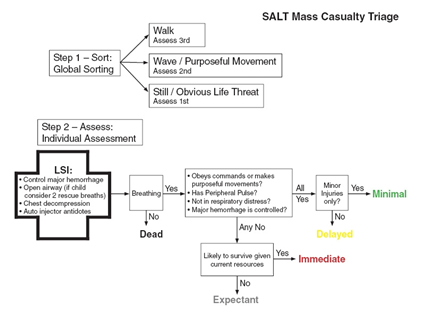 SALT Mass Casualty Triage
Walk
Assess 3rd
Step 1 – Sort:
Global Sorting
Wave / Purposeful Movement
Assess 2nd
Still / Obvious Life Threat
Assess 1st
Step 2 – Assess:
Individual Assessment
LSI:
• Control major hemorrhage
• Open airway (if child
consider 2 rescue breaths)
• Chest decompression
• Auto injector antidotes
Breathing
Yes
No
Dead
• Obeys commands or makes
purposeful movements?
• Has Peripheral Pulse?
• Not in respiratory distress?
• Major hemorrhage is controlled?
All
Yes
Minor
Injuries
only?
Yes
Minimal
No
Delayed
Any No
Likely to survive given
current resources
Yes
Immediate
No
Expectant